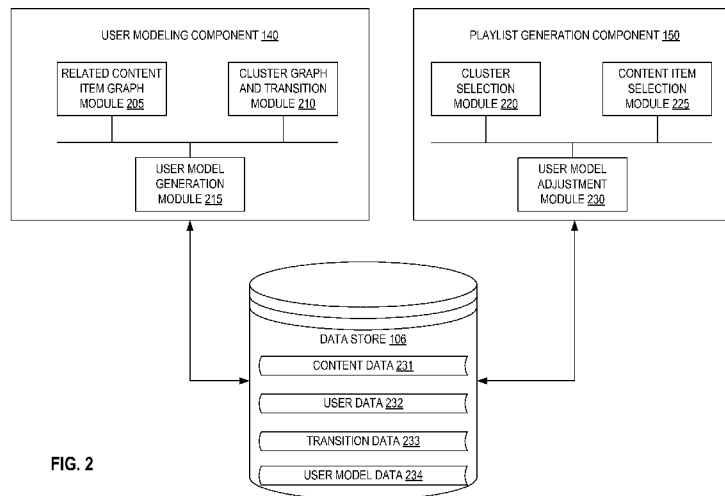 USER MODELING COMPONENT 140
RELATED CONTENT
ITEM GRAPH
MODULE 205
CLUSTER GRAPH
AND TRANSITION
MODULE 210
USER MODEL
GENERATION
MODULE 215
PLAYLIST GENERATION COMPONENT 150
CLUSTER
SELECTION
MODULE 220
CONTENT ITEM
SELECTION
MODULE 225
USER MODEL
ADJUSTMENT
MODULE 230
DATA STORE 106
CONTENT DATA 231
USER DATA 232
TRANSITION DATA 233
USER MODEL DATA 234
FIG. 2